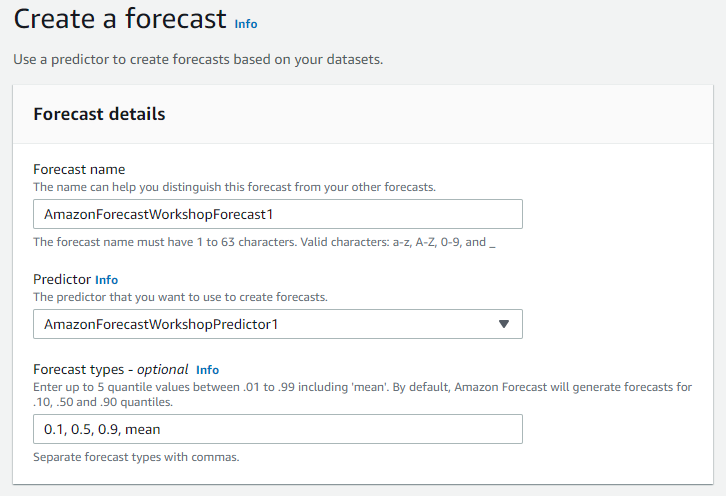 Create a forecast Info
Use a predictor to create forecasts based on your datasets.
Forecast details
Forecast name
The name can help you distinguish this forecast from your other forecasts.
AmazonForecastWorkshopForecast1
The forecast name must have 1 to 63 characters. Valid characters: a-z, A-Z, 0-9, and _
Predictor Info
The predictor that you want to use to create forecasts.
AmazonForecastWorkshopPredictor1
Forecast types - optional Info
Enter up to 5 quantile values between .01 to .99 including 'mean'. By default, Amazon Forecast will generate forecasts for
.10, .50 and .90 quantiles.
0.1, 0.5, 0.9, mean
Separate forecast types with commas.